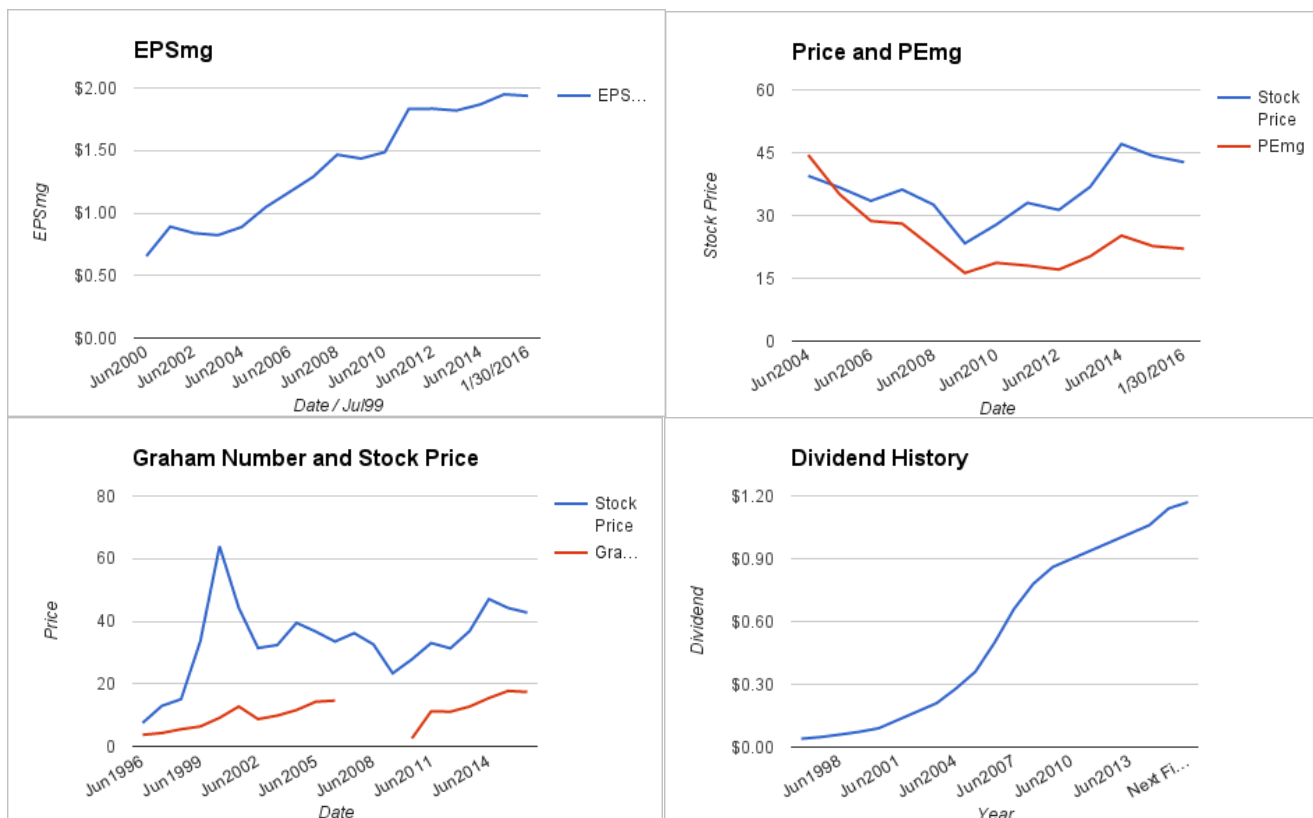 EPSmg
$2.00
$1.50
$1.00
$0.50
$0.00
EPSmg
EPS...
Jun2000
Jun2002
Jun2004
Jun2006
Jun2008
Jun2010
Jun2012
Jun2014
1/30/2016
Date / Jul99
Price and PEmg
60
45
30
15
0
Stock Price
Stock
Price
PEmg
Jun2004
Jun2006
Jun2008
Jun2010
Jun2012
Jun2014
1/30/2016
Date
Graham Number and Stock Price
80
60
40
20
0
Price
Stock
Price
Gra...
Jun1996
Jun1999
Jun2002
Jun2005
Jun2008
Jun2011
Jun2014
Date
Dividend History
$1.20
$0.90
$0.60
$0.30
$0.00
Dividend
Jun1998
Jun2001
Jun2004
Jun2007
Jun2010
Jun2013
Next Fi...
Year